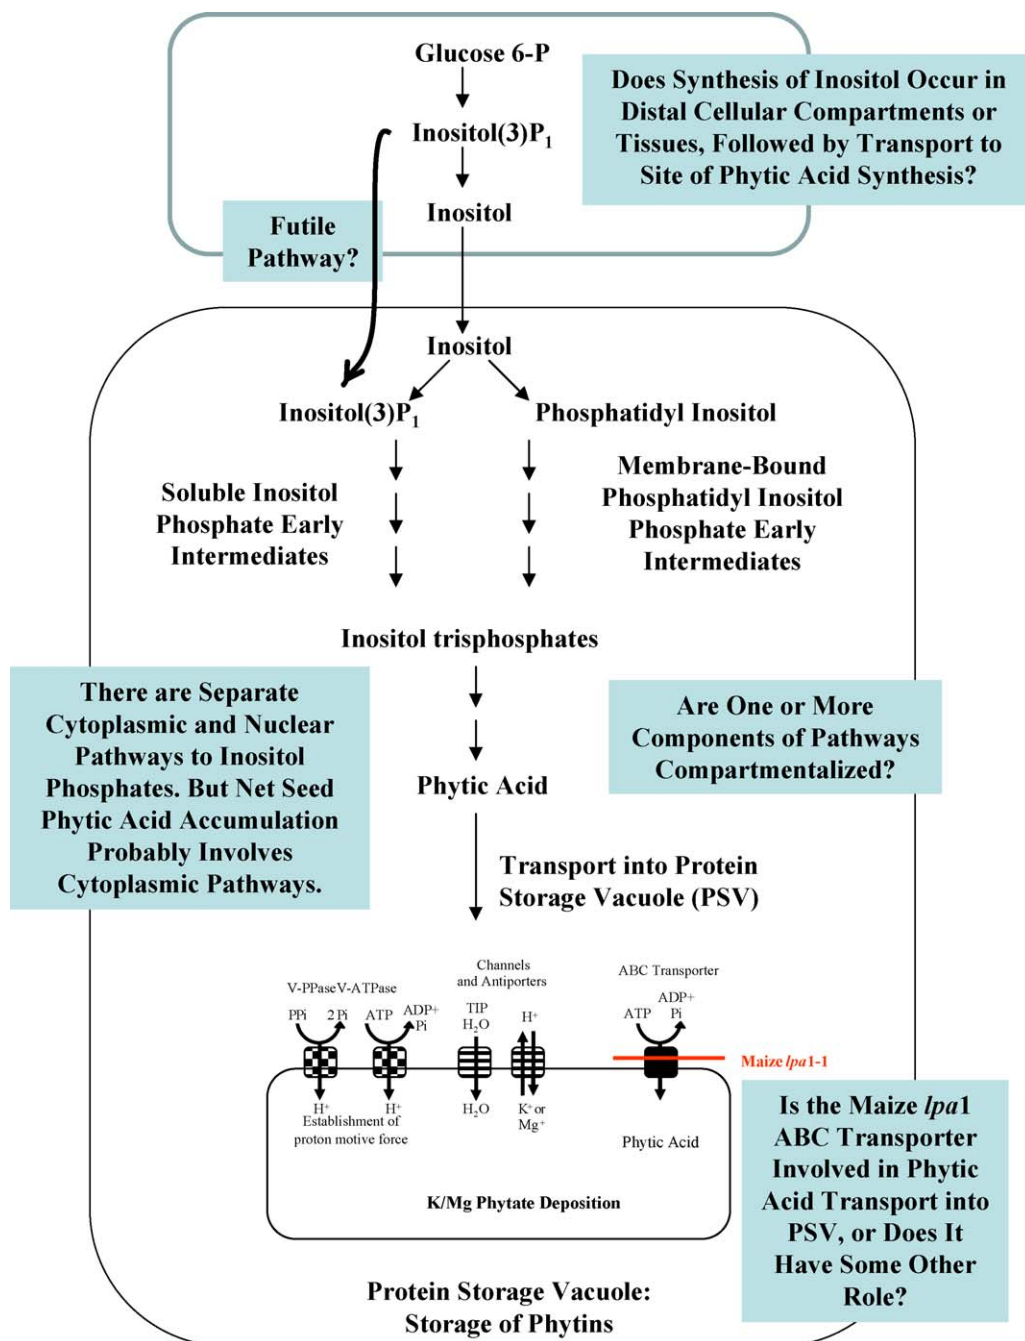 Glucose 6-P
Does Synthesis of Inositol Occur in
Distal Cellular Compartments or
Tissues, Followed by Transport to
Site of Phytic Acid Synthesis?
Inositol(3)P₁
Inositol
Futile
Pathway?
Inositol
Inositol(3)P₁
Phosphatidyl Inositol
Soluble Inositol
Phosphate Early
Intermediates
Membrane-Bound
Phosphatidyl Inositol
Phosphate Early
Intermediates
Inositol trisphosphates
There are Separate
Cytoplasmic and Nuclear
Pathways to Inositol
Phosphates. But Net Seed
Phytic Acid Accumulation
Probably Involves
Cytoplasmic Pathways.
Are One or More
Components of Pathways
Compartmentalized?
Phytic Acid
Transport into Protein
Storage Vacuole (PSV)
V-PPase
V-ATPase
Channels
and Antiporters
ABC Transporter
PPi
2 Pi
ATP
ADP+
Pi
TIP
H₂O
H⁺
ATP
ADP+
Pi
Maize lpa1-1
H⁺
H⁺
H₂O
K⁺ or
Mg⁺
Establishment of
proton motive force
Phytic Acid
K/Mg Phytate Deposition
Is the Maize lpa1
ABC Transporter
Involved in Phytic
Acid Transport into
PSV, or Does It
Have Some Other
Role?
Protein Storage Vacuole:
Storage of Phytins